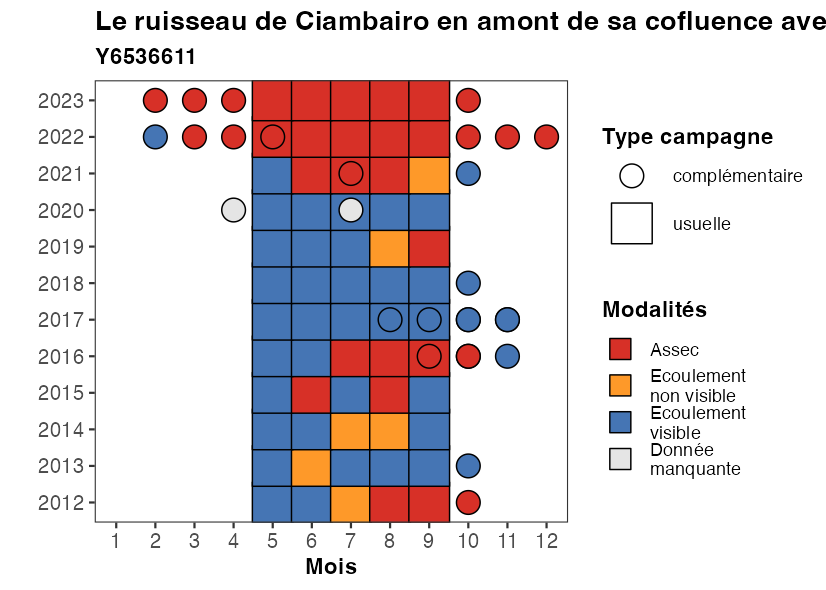 Le ruisseau de Ciambairo en amont de sa cofluence ave
Y6536611
2023
2022
2021
2020
2019
2018
2017
2016
2015
2014
2013
2012
1 2 3 4 5 6 7 8 9 10 11 12
Mois
Type campagne
complémentaire
usuelle
Modalités
Assec
Ecoulement
non visible
Ecoulement
visible
Donnée
manquante